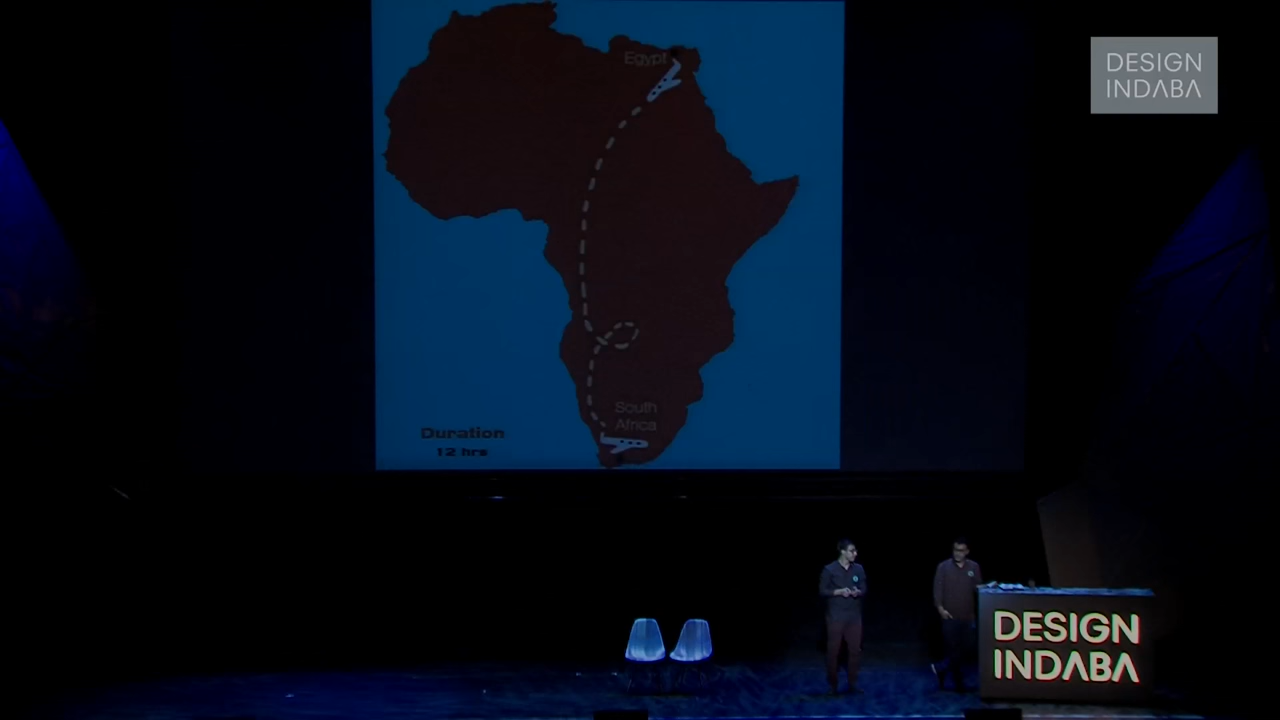 Egypt
DESIGN
INDABA
South
Africa
Duration
12 hrs
DESIGN
INDABA